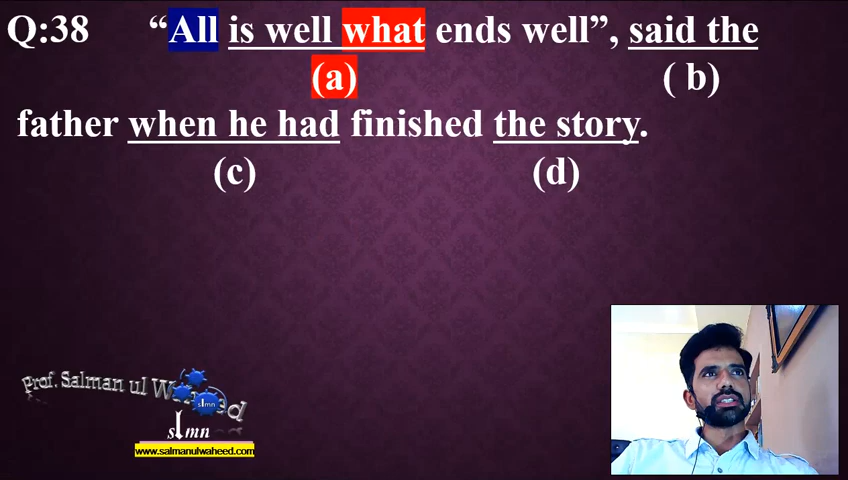 Q:38 “All is well what ends well”, said the
(a) ( b)
father when he had finished the story.
(c) (d)
Prof. Salman ul Waheed
slmn
slmn
www.salmanulwaheed.com